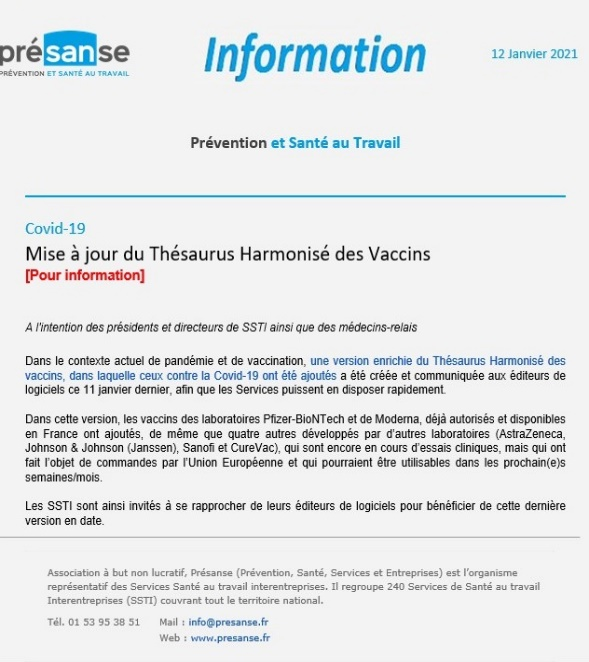 présanse
PRÉVENTION ET SANTÉ AU TRAVAIL
Information
12 Janvier 2021
Prévention et Santé au Travail
Covid-19
Mise à jour du Thésaurus Harmonisé des Vaccins
[Pour information]
A l'intention des présidents et directeurs de SSTI ainsi que des médecins-relais
Dans le contexte actuel de pandémie et de vaccination, une version enrichie du Thésaurus Harmonisé des
vaccins, dans laquelle ceux contre la Covid-19 ont été ajoutés a été créée et communiquée aux éditeurs de
logiciels ce 11 janvier dernier, afin que les Services puissent en disposer rapidement.
Dans cette version, les vaccins des laboratoires Pfizer-BioNTech et de Moderna, déjà autorisés et disponibles
en France ont ajoutés, de même que quatre autres développés par d'autres laboratoires (AstraZeneca,
Johnson & Johnson (Janssen), Sanofi et CureVac), qui sont encore en cours d'essais cliniques, mais qui ont
fait l'objet de commandes par l'Union Européenne et qui pourraient être utilisables dans les prochain(e)s
semaines/mois.
Les SSTI sont ainsi invités à se rapprocher de leurs éditeurs de logiciels pour bénéficier de cette dernière
version en date.
Association à but non lucratif, Présanse (Prévention, Santé, Services et Entreprises) est l'organisme
représentatif des Services Santé au travail interentreprises. Il regroupe 240 Services de Santé au travail
Interentreprises (SSTI) couvrant tout le territoire national.
Tél. 01 53 95 38 51 Mail : info@presanse.fr
Web : www.presanse.fr